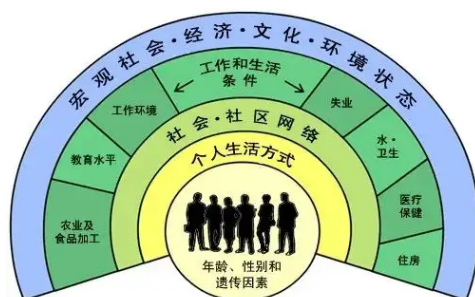 宏观社会·经济·文化·环境状态
工作和生活
条件
工作环境
失业
教育水平
水·
卫生
农业及
食品加工
医疗
保健
住房
社会·社区网络
个人生活方式
年龄、性别和
遗传因素